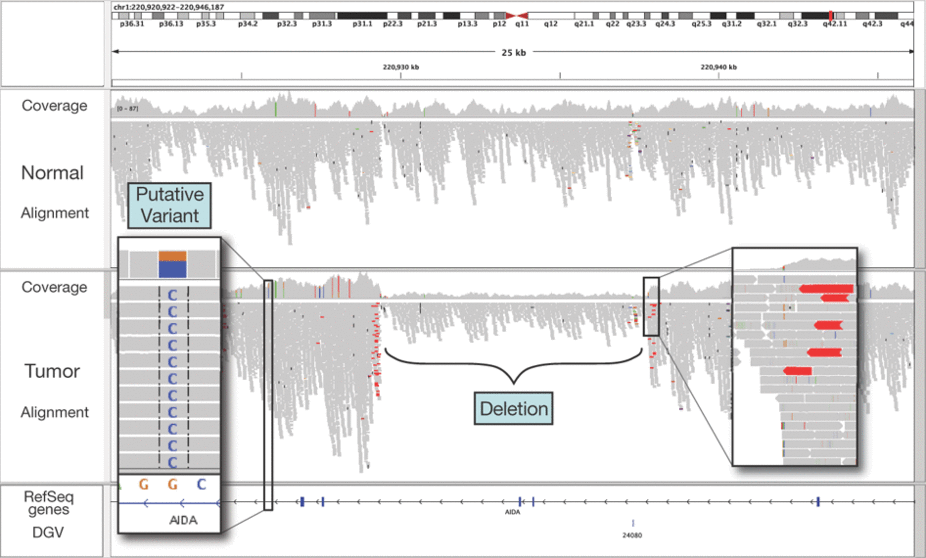 chr1:220,920,922-220,946,187
p36.31 p36.13 p35.3 p34.2 p32.3 p31.3 p31.1 p22.3 p21.3 p13.3 p12 q11 q12 q21.1 q22 q23.3 q24.3 q25.3 q31.2 q32.1 q32.3 q42.11 q42.3 q44
25 kb
220,930 kb 220,940 kb
Coverage
[0 - 87]
Normal
Alignment
Putative
Variant
Coverage
C
C
C
C
C
C
C
C
C
C
C
Tumor
Alignment
Deletion
G G C
AIDA
RefSeq
genes
AIDA
DGV
24080